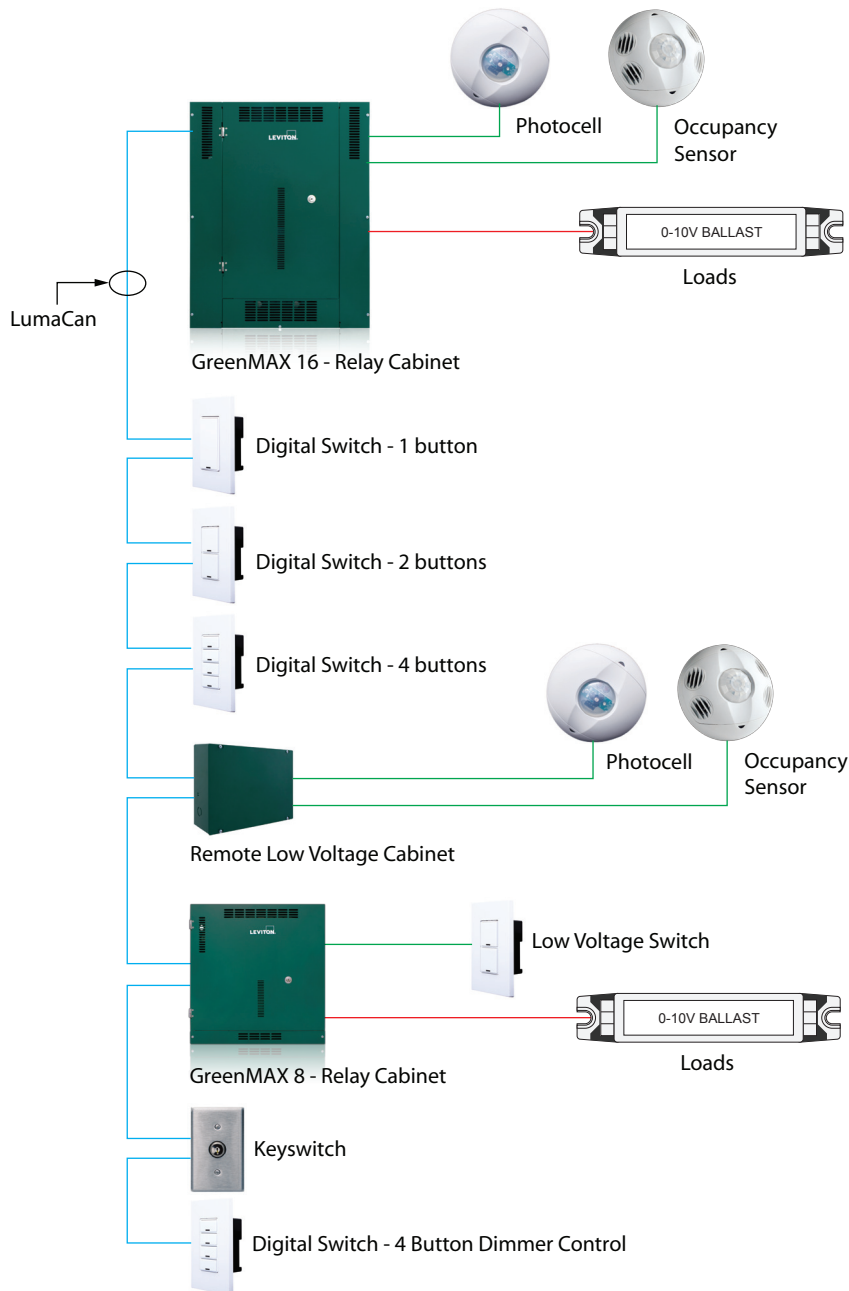 LEVITON
Photocell
Occupancy
Sensor
0-10V BALLAST
Loads
LumaCan
GreenMAX 16 - Relay Cabinet
Digital Switch - 1 button
Digital Switch - 2 buttons
Digital Switch - 4 buttons
Photocell
Occupancy
Sensor
Remote Low Voltage Cabinet
LEVITON
Low Voltage Switch
0-10V BALLAST
Loads
GreenMAX 8 - Relay Cabinet
Keyswitch
Digital Switch - 4 Button Dimmer Control